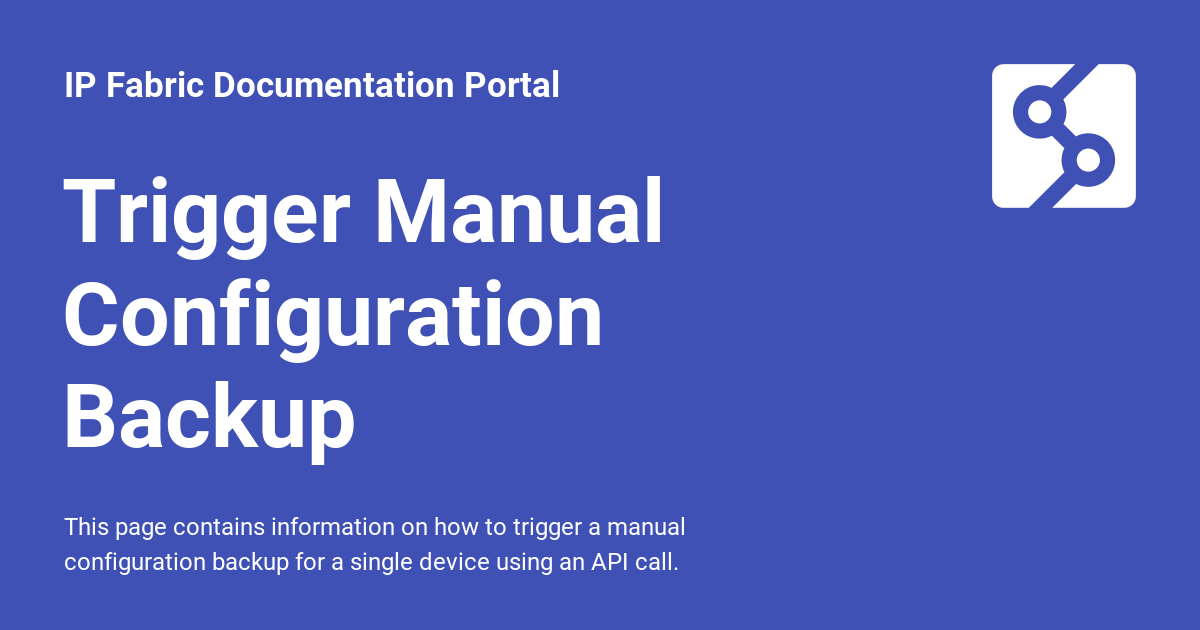 IP Fabric Documentation Portal
Trigger Manual
Configuration
Backup
This page contains information on how to trigger a manual
configuration backup for a single device using an API call.